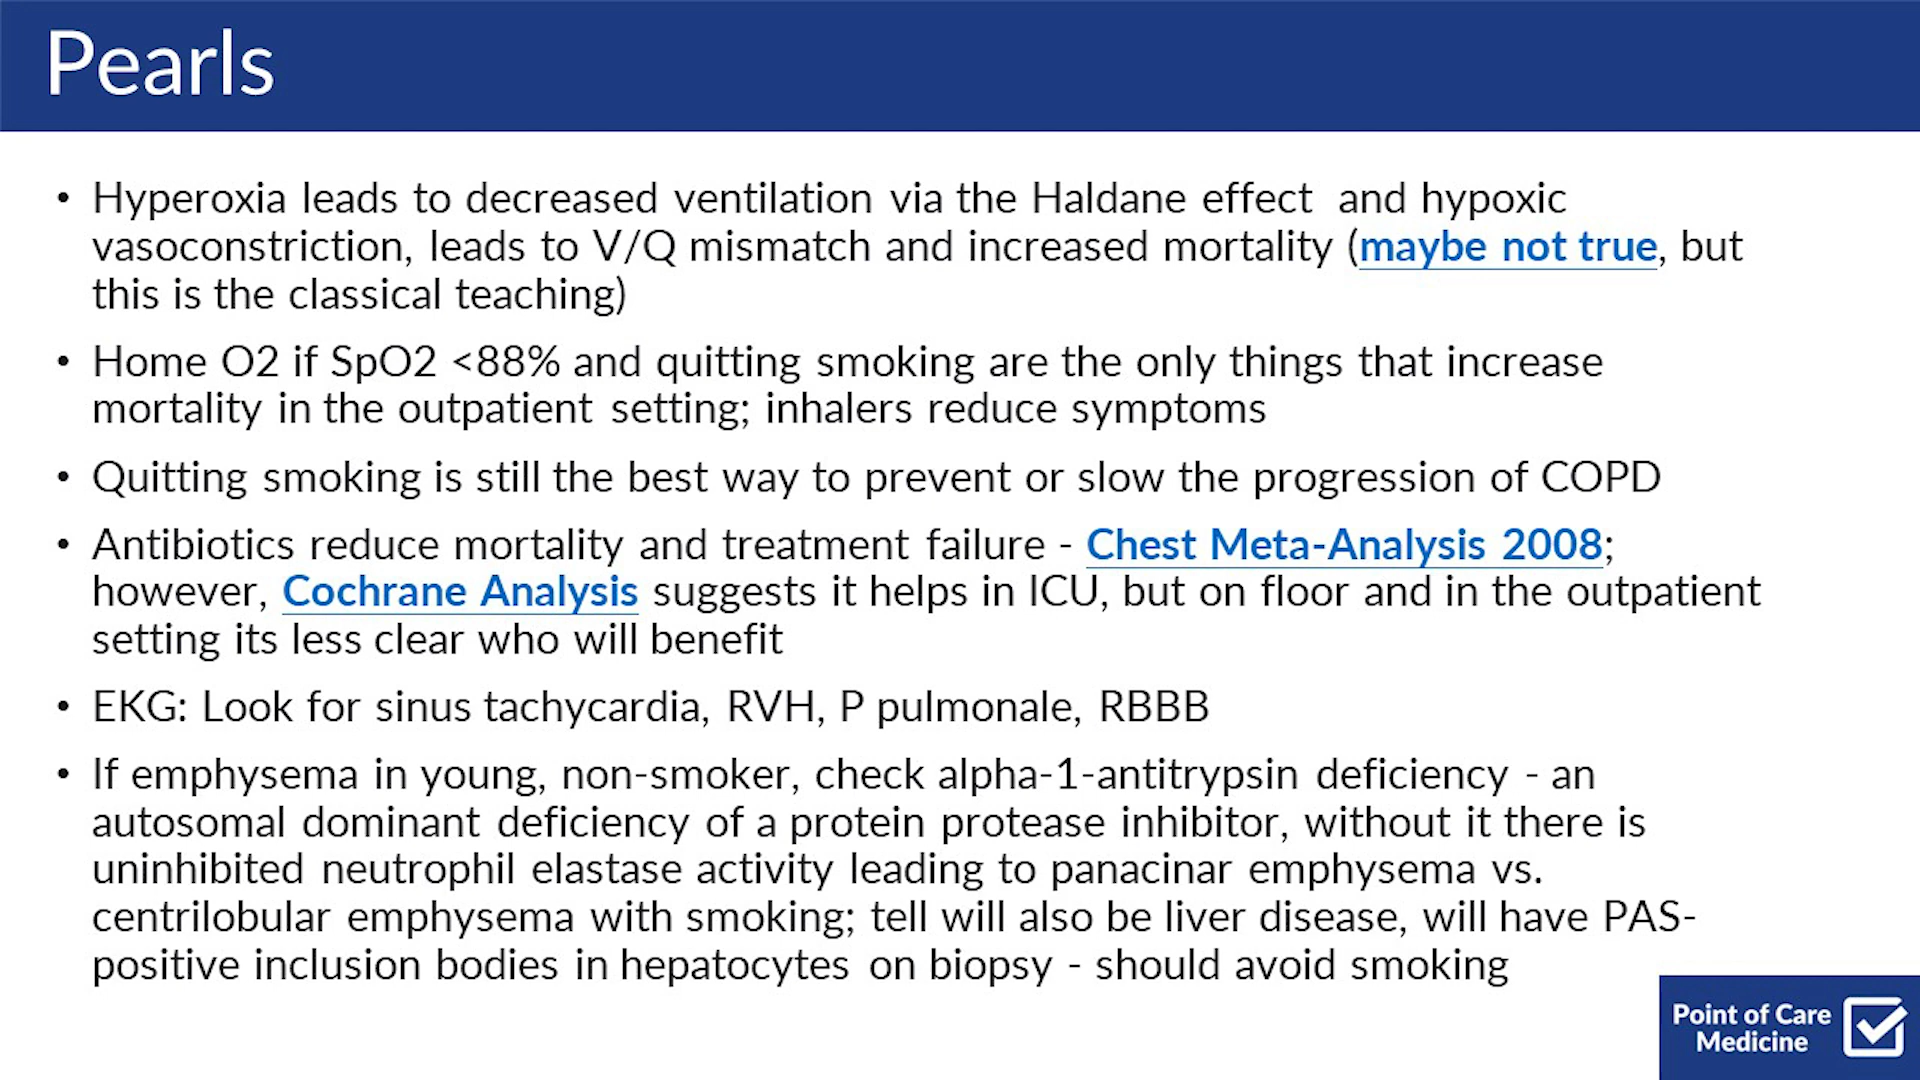 Pearls
• Hyperoxia leads to decreased ventilation via the Haldane effect and hypoxic
vasoconstriction, leads to V/Q mismatch and increased mortality (maybe not true, but
this is the classical teaching)
• Home O2 if SpO2 <88% and quitting smoking are the only things that increase
mortality in the outpatient setting; inhalers reduce symptoms
• Quitting smoking is still the best way to prevent or slow the progression of COPD
• Antibiotics reduce mortality and treatment failure - Chest Meta-Analysis 2008;
however, Cochrane Analysis suggests it helps in ICU, but on floor and in the outpatient
setting its less clear who will benefit
• EKG: Look for sinus tachycardia, RVH, P pulmonale, RBBB
• If emphysema in young, non-smoker, check alpha-1-antitrypsin deficiency - an
autosomal dominant deficiency of a protein protease inhibitor, without it there is
uninhibited neutrophil elastase activity leading to panacinar emphysema vs.
centrilobular emphysema with smoking; tell will also be liver disease, will have PAS-
positive inclusion bodies in hepatocytes on biopsy - should avoid smoking
Point of Care
Medicine